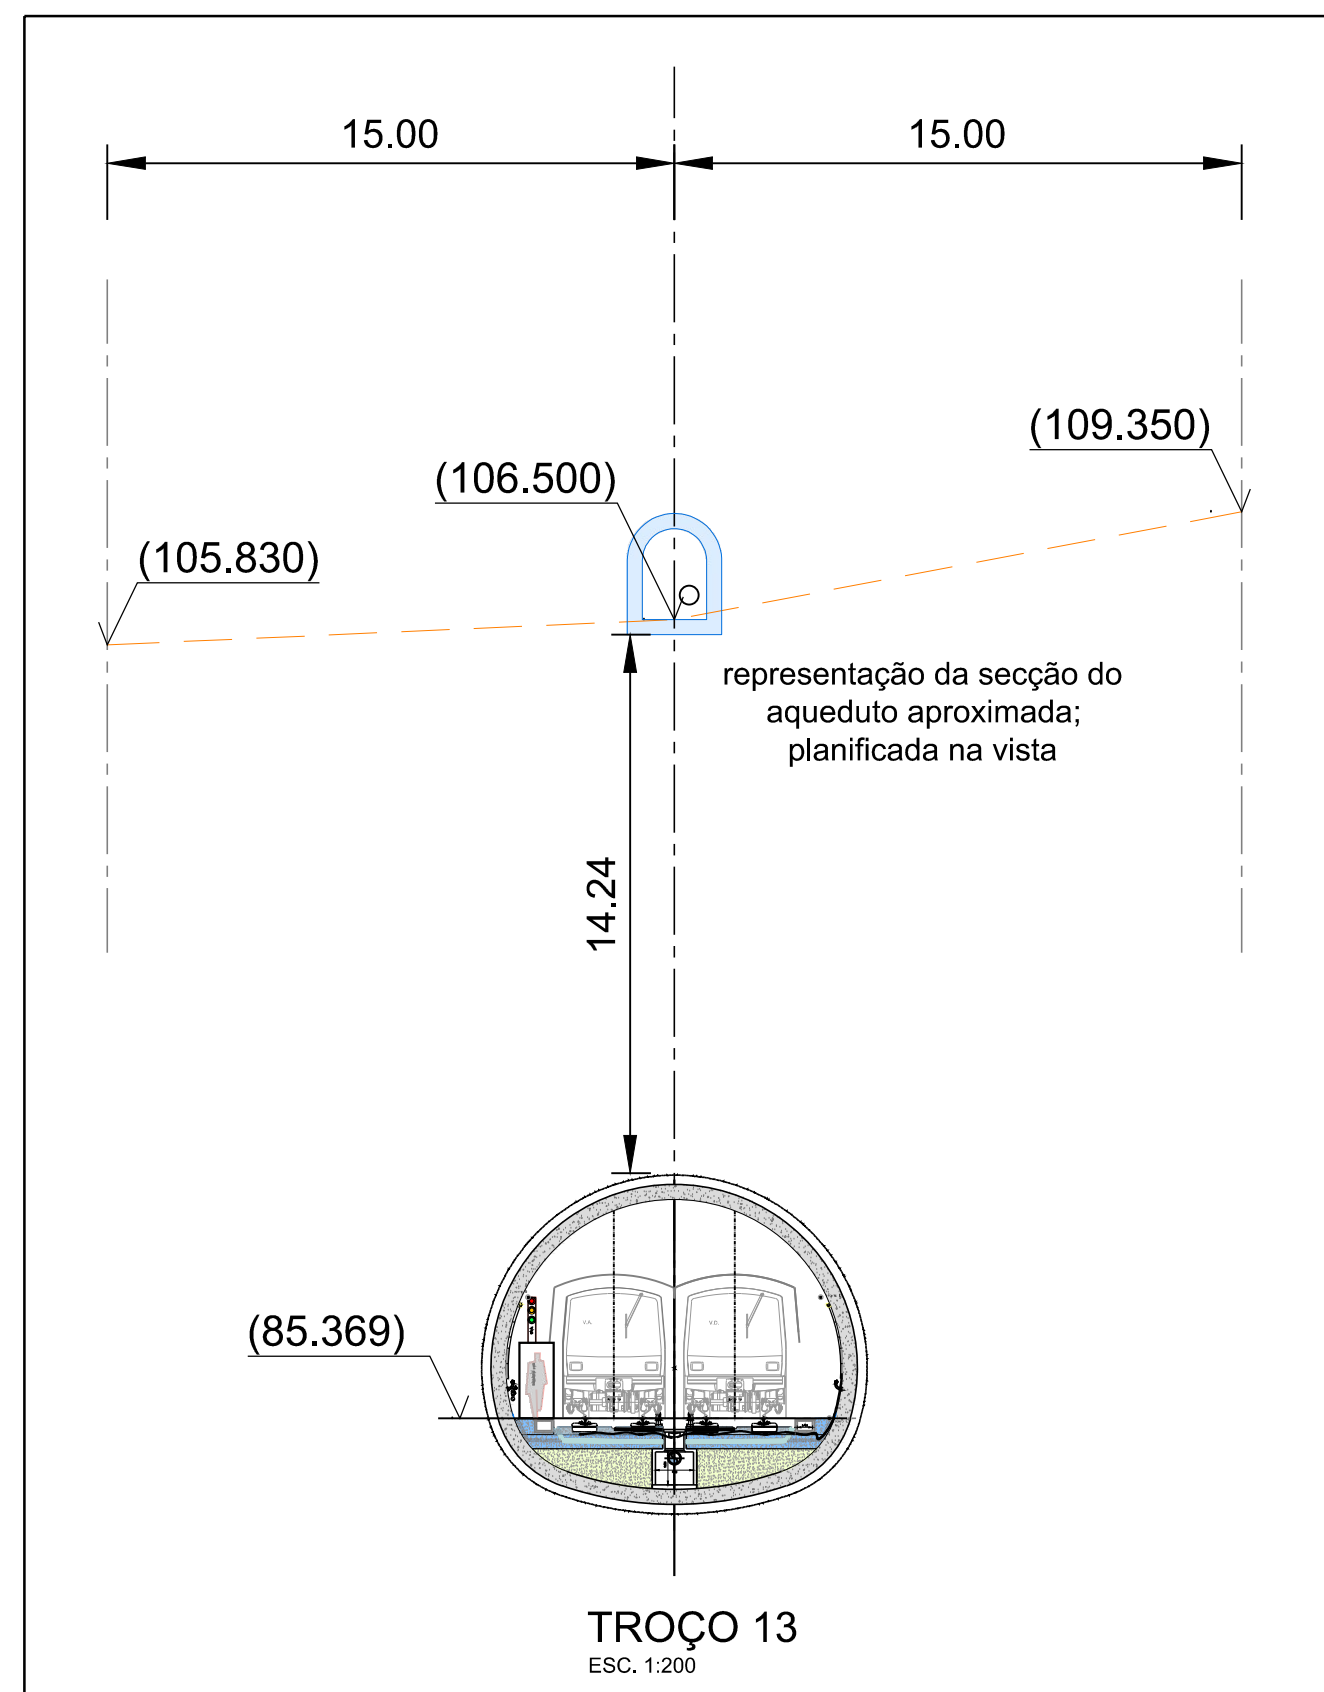 15.00
15.00
(109.350)
(106.500)
(105.830)
representação da secção do
aqueduto aproximada;
planificada na vista
14.24
(85.369)
V.A.
V.D.
TROÇO 13
ESC. 1:200